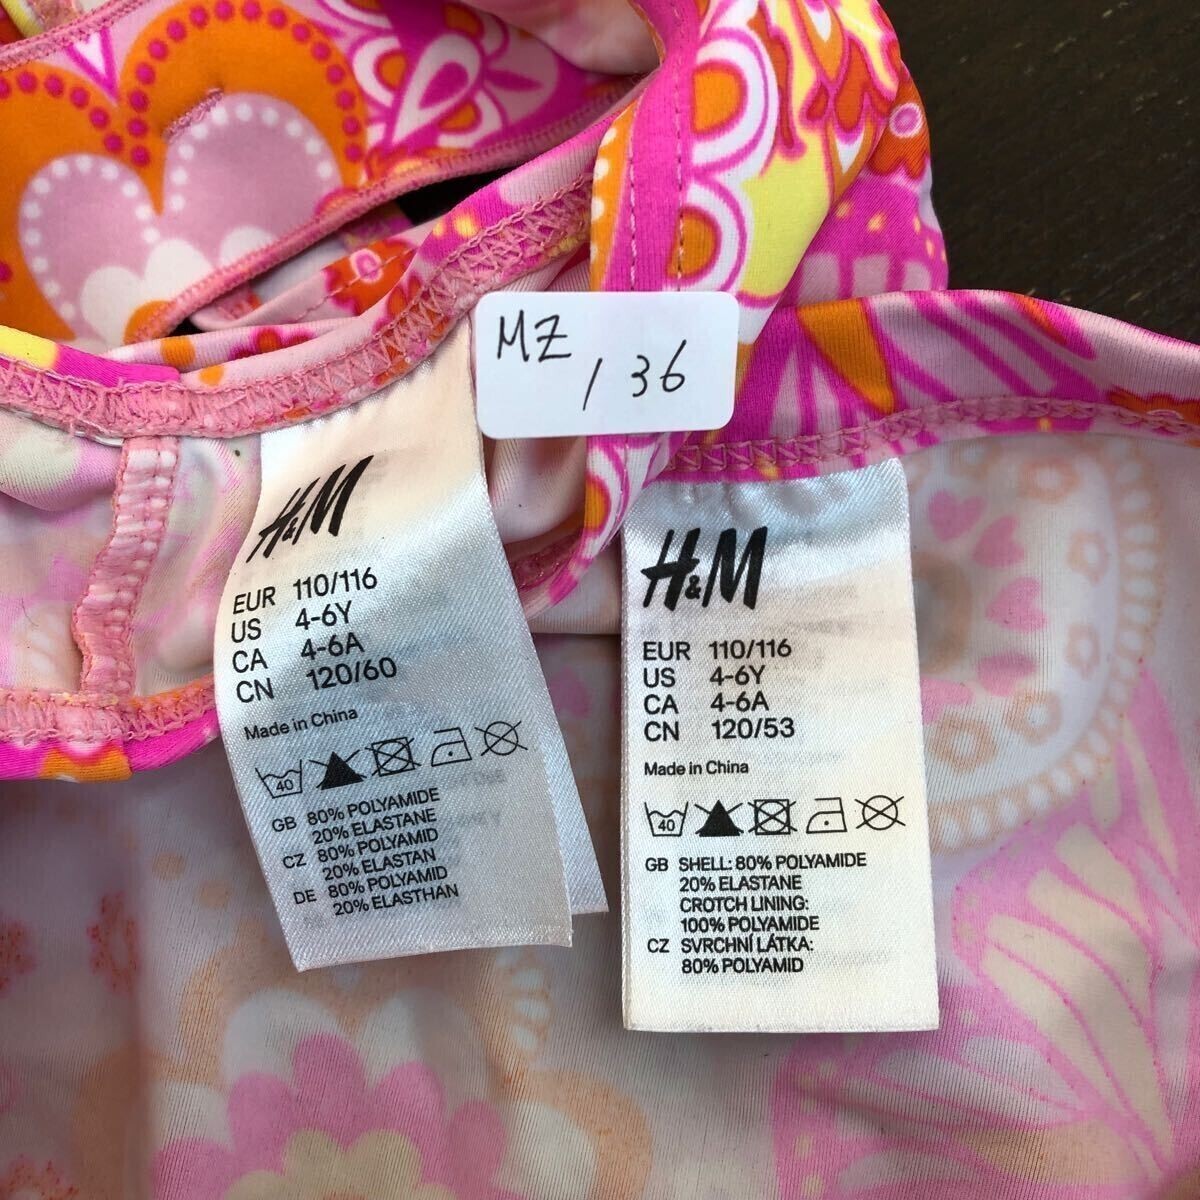 MZ
/ 36
H&M
EUR 110/116
US 4-6Y
CA 4-6A
CN 120/60
Made in China
40
GB 80% POLYAMIDE
20% ELASTANE
CZ 80% POLYAMID
20% ELASTAN
DE 80% POLYAMID
20% ELASTHAN
H&M
EUR 110/116
US 4-6Y
CA 4-6A
CN 120/53
Made in China
40
GB SHELL: 80% POLYAMIDE
20% ELASTANE
CROTCH LINING:
100% POLYAMIDE
CZ SVRCHNÍ LÁTKA:
80% POLYAMID